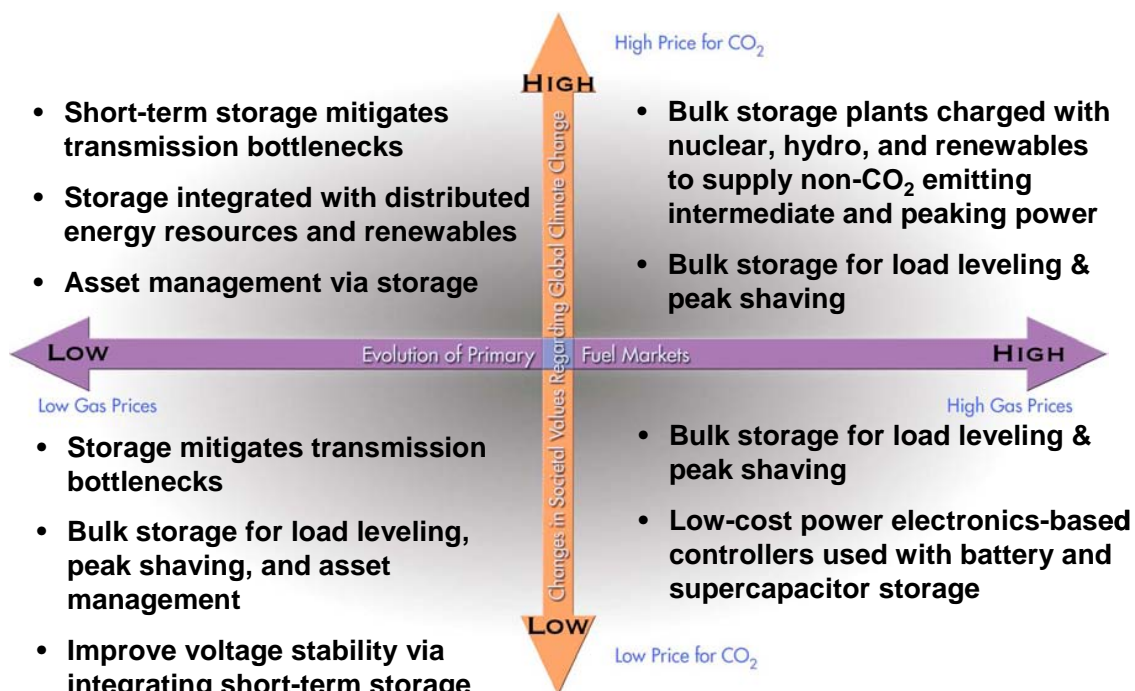 High Price for CO2
HIGH
• Short-term storage mitigates
transmission bottlenecks
• Storage integrated with distributed
energy resources and renewables
• Asset management via storage
• Bulk storage plants charged with
nuclear, hydro, and renewables
to supply non-CO2 emitting
intermediate and peaking power
• Bulk storage for load leveling &
peak shaving
Changes in Societal Values Regarding Global Climate Change
LOW
Evolution of Primary Fuel Markets
HIGH
Low Gas Prices
High Gas Prices
• Storage mitigates transmission
bottlenecks
• Bulk storage for load leveling,
peak shaving, and asset
management
• Improve voltage stability via
integrating short-term storage
• Bulk storage for load leveling &
peak shaving
• Low-cost power electronics-based
controllers used with battery and
supercapacitor storage
LOW
Low Price for CO2